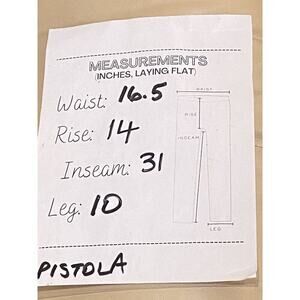 MEASUREMENTS
(INCHES, LAYING FLAT)
Waist: 16.5
Rise: 14
Inseam: 31
Leg: 10
WAIST
RISE
INSEAM
LEG
PISTOLA